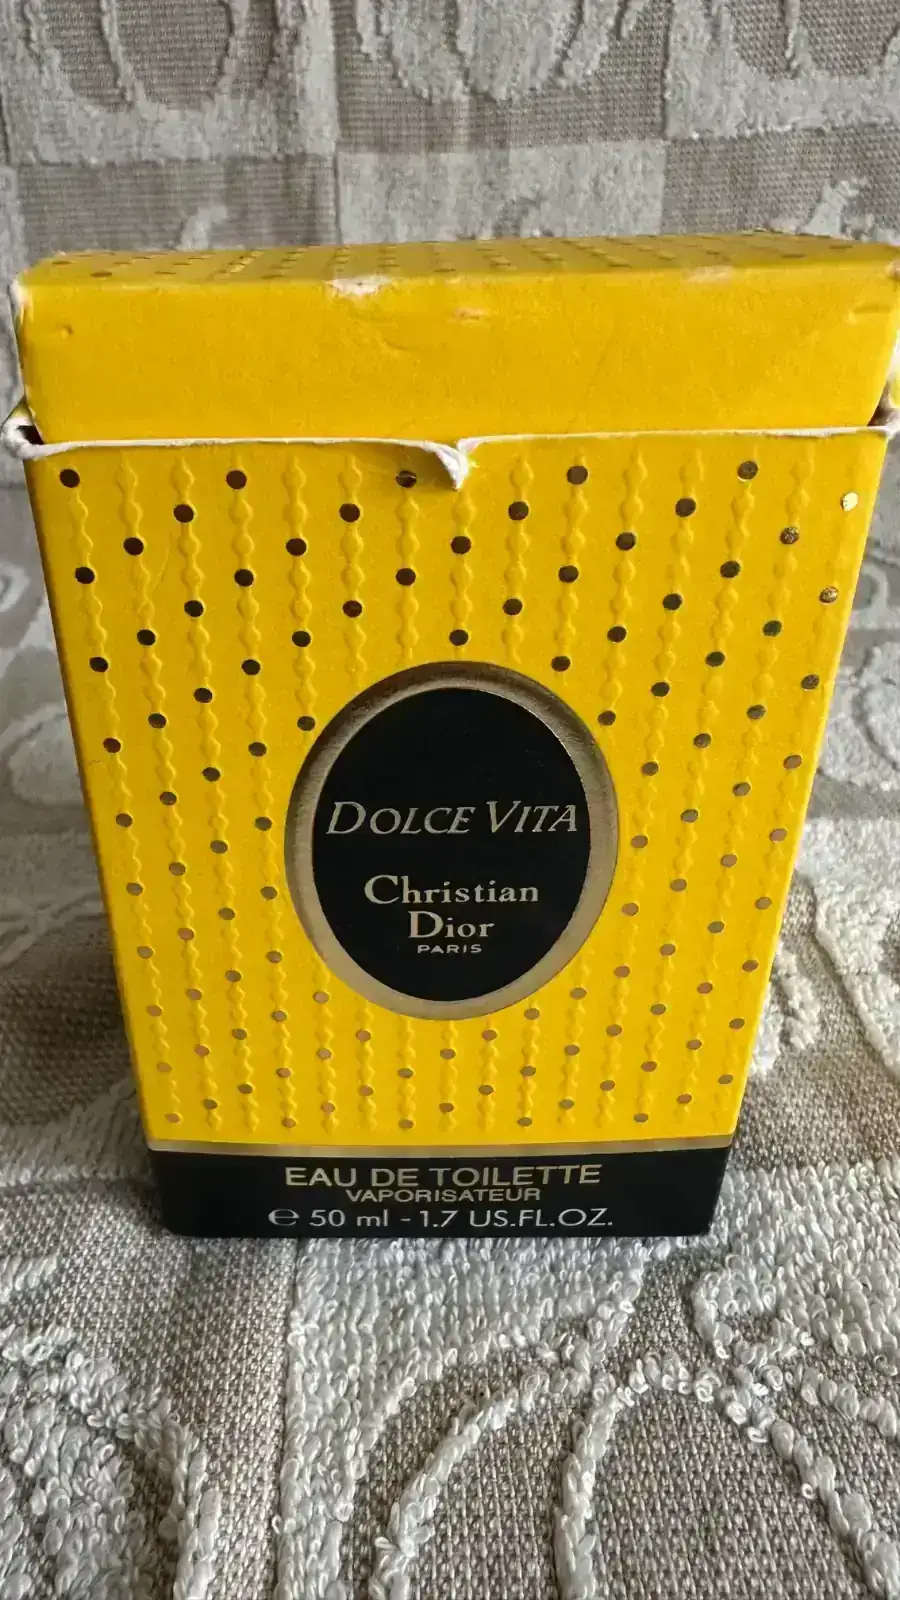 DOLCE VITA
Christian
Dior
PARIS
EAU DE TOILETTE
VAPORISATEUR
℮ 50 ml - 1.7 US.FL.OZ.